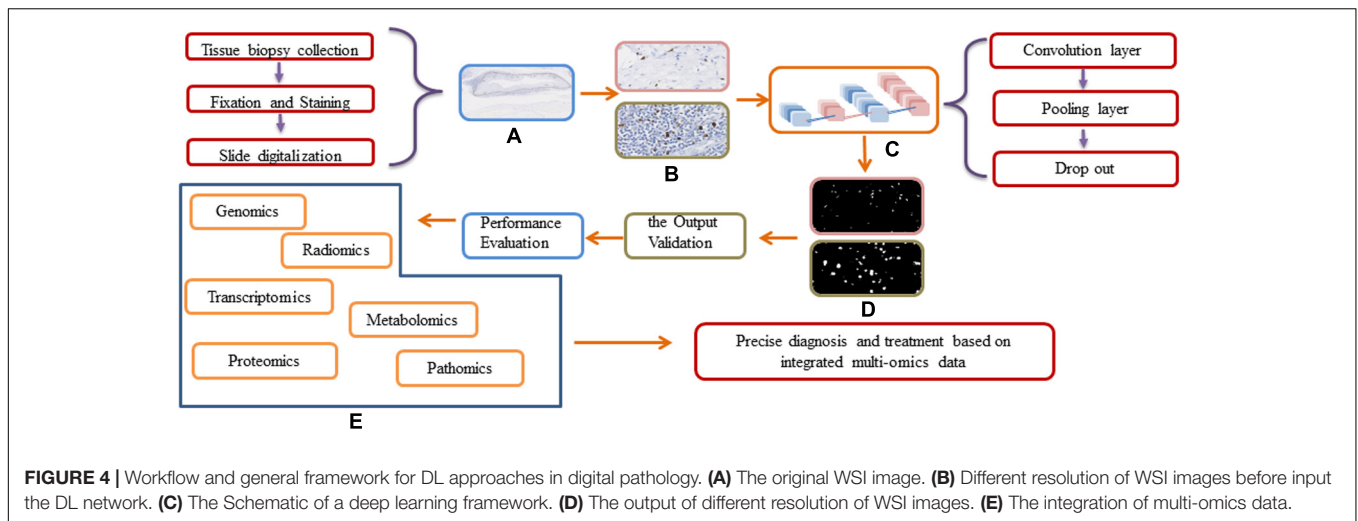 Tissue biopsy collection
Fixation and Staining
Slide digitalization
A
B
C
Convolution layer
Pooling layer
Drop out
D
the Output
Validation
Performance
Evaluation
Genomics
Radiomics
Transcriptomics
Metabolomics
Proteomics
Pathomics
E
Precise diagnosis and treatment based on
integrated multi-omics data
FIGURE 4 | Workflow and general framework for DL approaches in digital pathology. (A) The original WSI image. (B) Different resolution of WSI images before input
the DL network. (C) The Schematic of a deep learning framework. (D) The output of different resolution of WSI images. (E) The integration of multi-omics data.